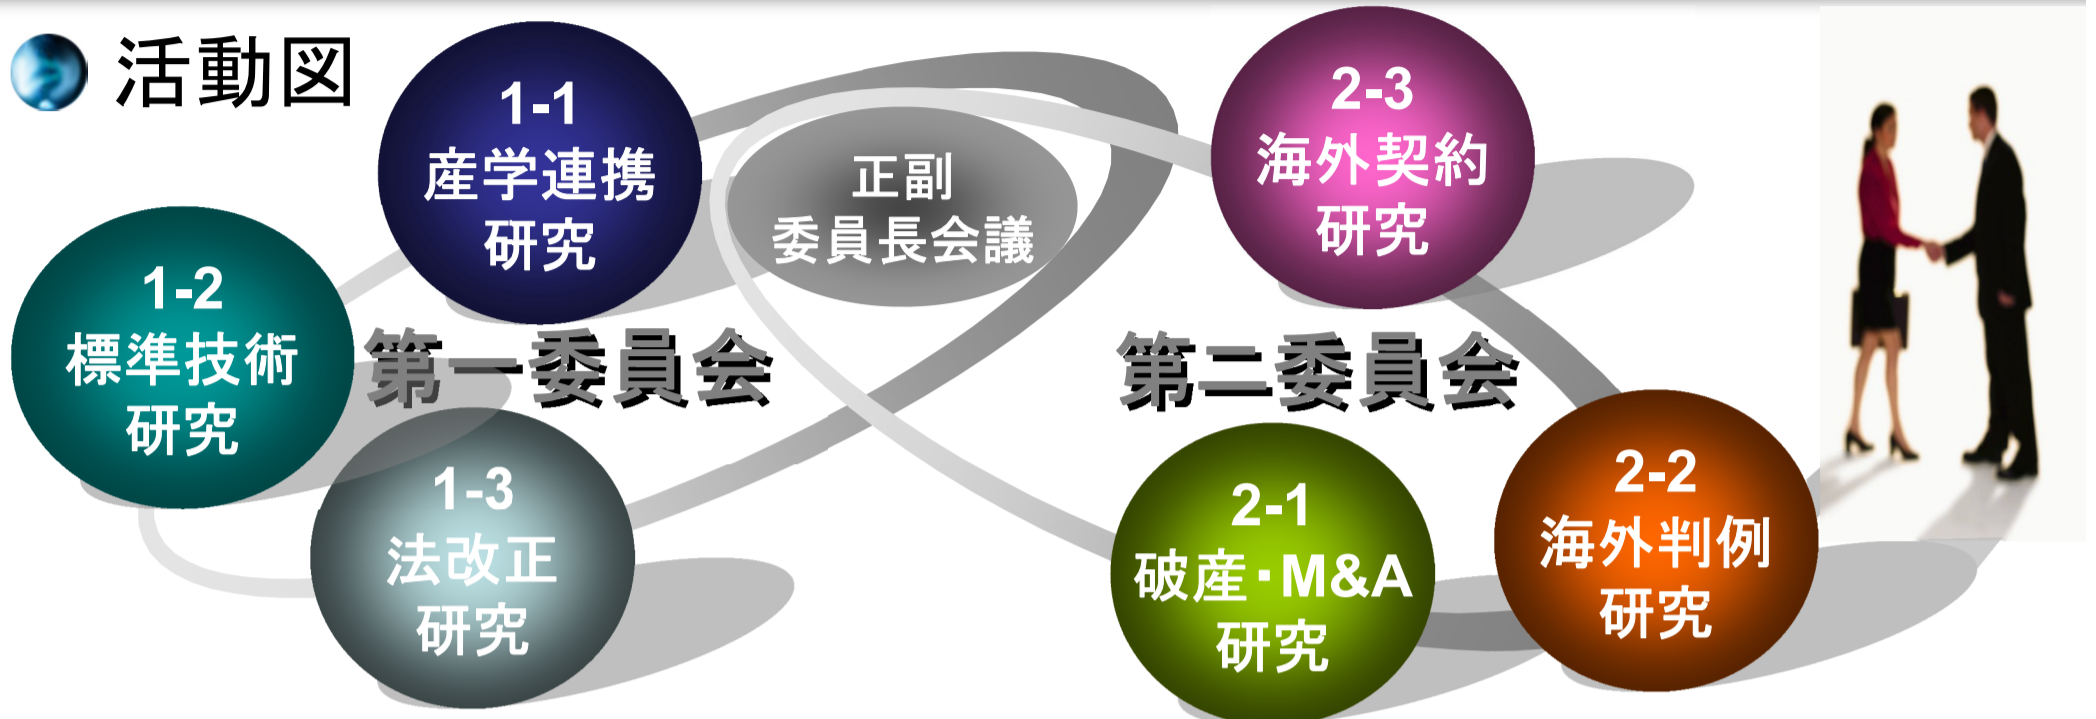 活動図
1-1
産学連携
研究
正副
委員長会議
2-3
海外契約
研究
1-2
標準技術
研究
第一委員会
第二委員会
1-3
法改正
研究
2-1
破産・M&A
研究
2-2
海外判例
研究